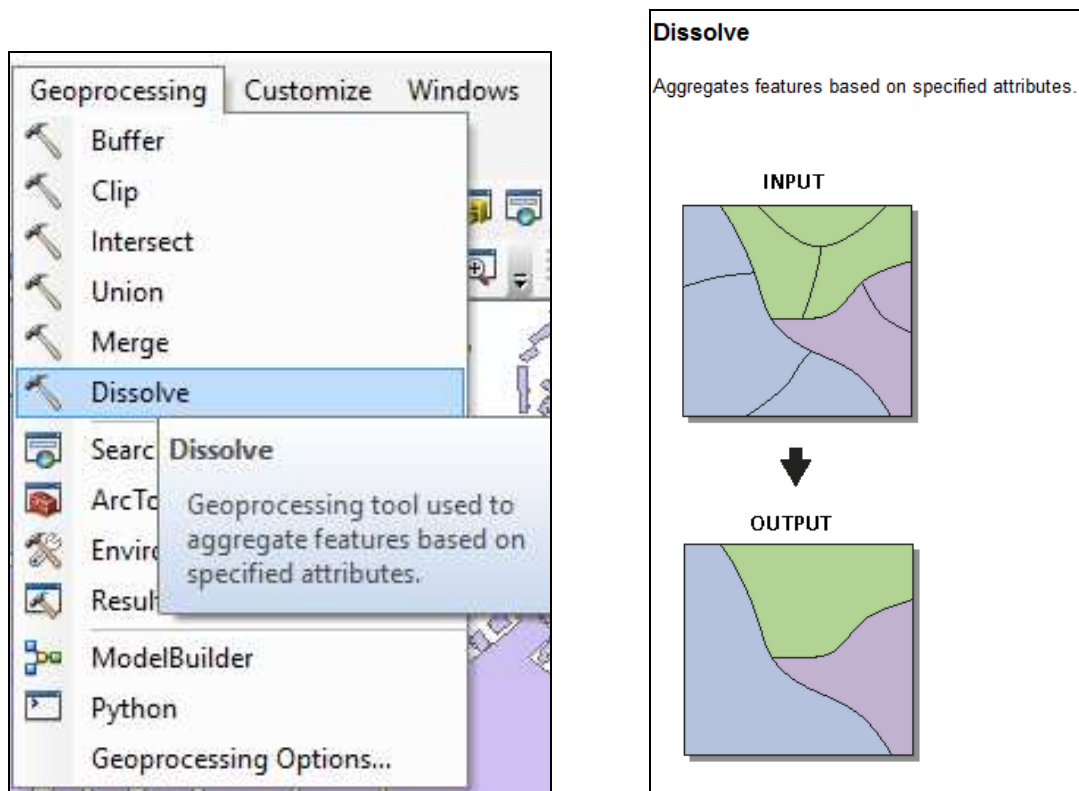 Geoprocessing Customize Windows
Buffer
Clip
Intersect
Union
Merge
Dissolve
Searc
Dissolve
ArcTo
Geoprocessing tool used to
aggregate features based on
specified attributes.
Enviro
Resul
ModelBuilder
Python
Geoprocessing Options...
Dissolve
Aggregates features based on specified attributes.
INPUT
OUTPUT